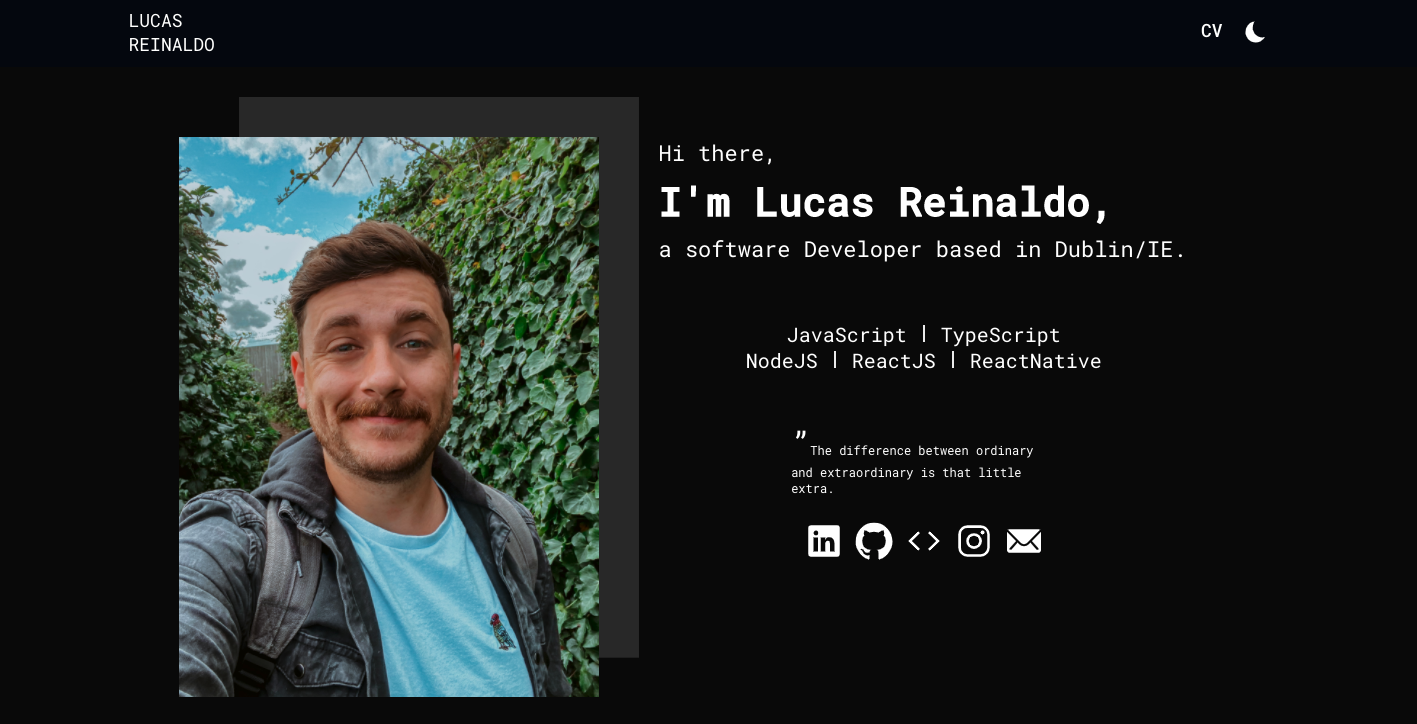 LUCAS
REINALDO
CV
Hi there,
I'm Lucas Reinaldo,
a software Developer based in Dublin/IE.
JavaScript | TypeScript
NodeJS | ReactJS | ReactNative
” The difference between ordinary
and extraordinary is that little
extra.
in